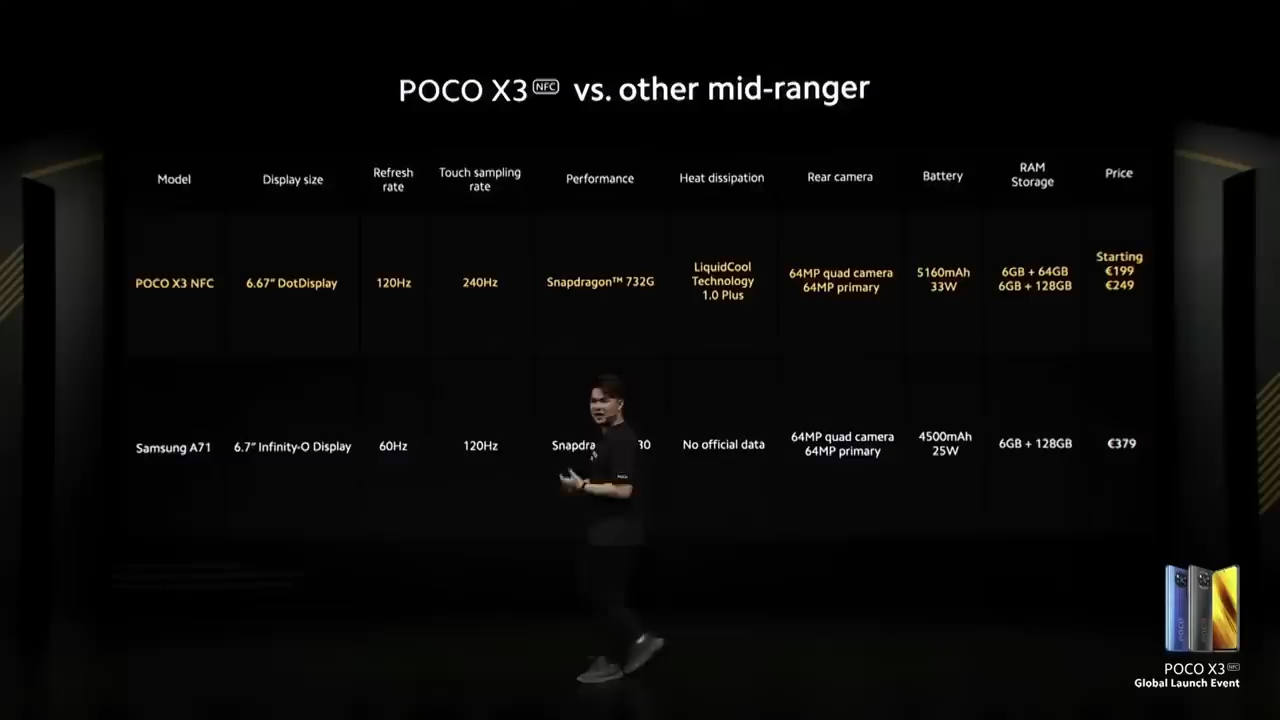 POCO X3 NFC vs. other mid-ranger
Model
Display size
Refresh
rate
Touch sampling
rate
Performance
Heat dissipation
Rear camera
Battery
RAM
Storage
Price
POCO X3 NFC
6.67” DotDisplay
120Hz
240Hz
Snapdragon™ 732G
LiquidCool
Technology
1.0 Plus
64MP quad camera
64MP primary
5160mAh
33W
6GB + 64GB
6GB + 128GB
Starting
€199
€249
Samsung A71
6.7” Infinity-O Display
60Hz
120Hz
No official data
64MP quad camera
64MP primary
4500mAh
25W
6GB + 128GB
€379
POCO X3 NFC
Global Launch Event